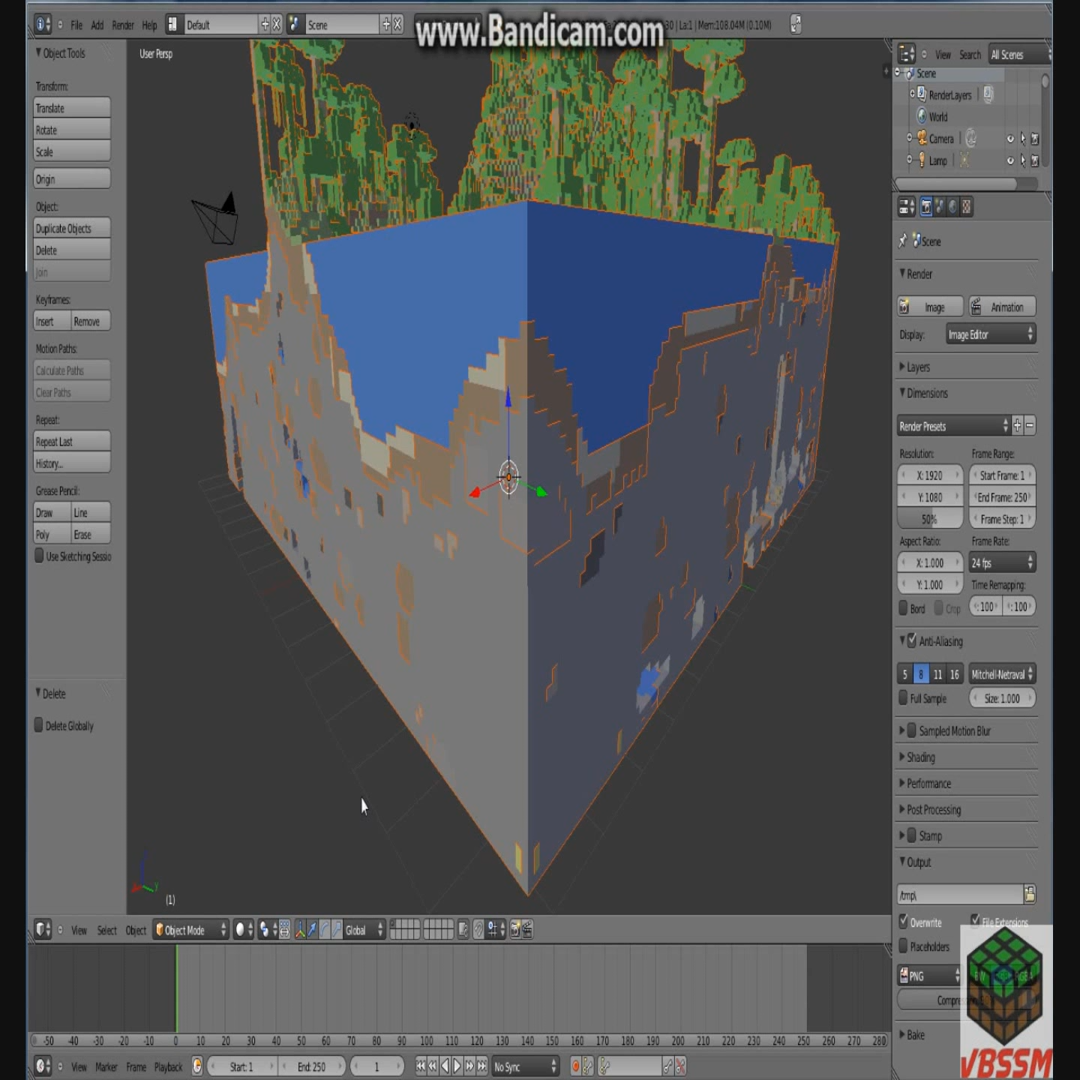 File Add Render Help Default Scene www.Bandicam.com La:1 | Mem:108.04M (0.10M)
Object Tools
User Persp
View Search All Scenes
Scene
RenderLayers
World
Camera
Lamp
Transform:
Translate
Rotate
Scale
Origin
Object:
Duplicate Objects
Delete
Join
Keyframes:
Insert Remove
Motion Paths:
Calculate Paths
Clear Paths
Repeat:
Repeat Last
History...
Grease Pencil:
Draw Line
Poly Erase
Use Sketching Sessio
Delete
Delete Globally
Scene
Render
Image Animation
Display: Image Editor
Layers
Dimensions
Render Presets
Resolution: Frame Range:
X: 1920 Start Frame: 1
Y: 1080 End Frame: 250
50% Frame Step: 1
Aspect Ratio: Frame Rate:
X: 1.000 24 fps
Y: 1.000 Time Remapping:
Bord Crop :100 :100
Anti-Aliasing
5 8 11 16 Mitchell-Netraval
Full Sample Size: 1.000
Sampled Motion Blur
Shading
Performance
Post Processing
Stamp
Output
/tmp\
Overwrite File Extensions
Placeholders
PNG
Bake
VBSSM
(1)
View Select Object Object Mode Global
-50 -40 -30 -20 -10 0 10 20 30 40 50 60 70 80 90 100 110 120 130 140 150 160 170 180 190 200 210 220 230 240 250 260 270 280
View Marker Frame Playback Start: 1 End: 250 1 No Sync